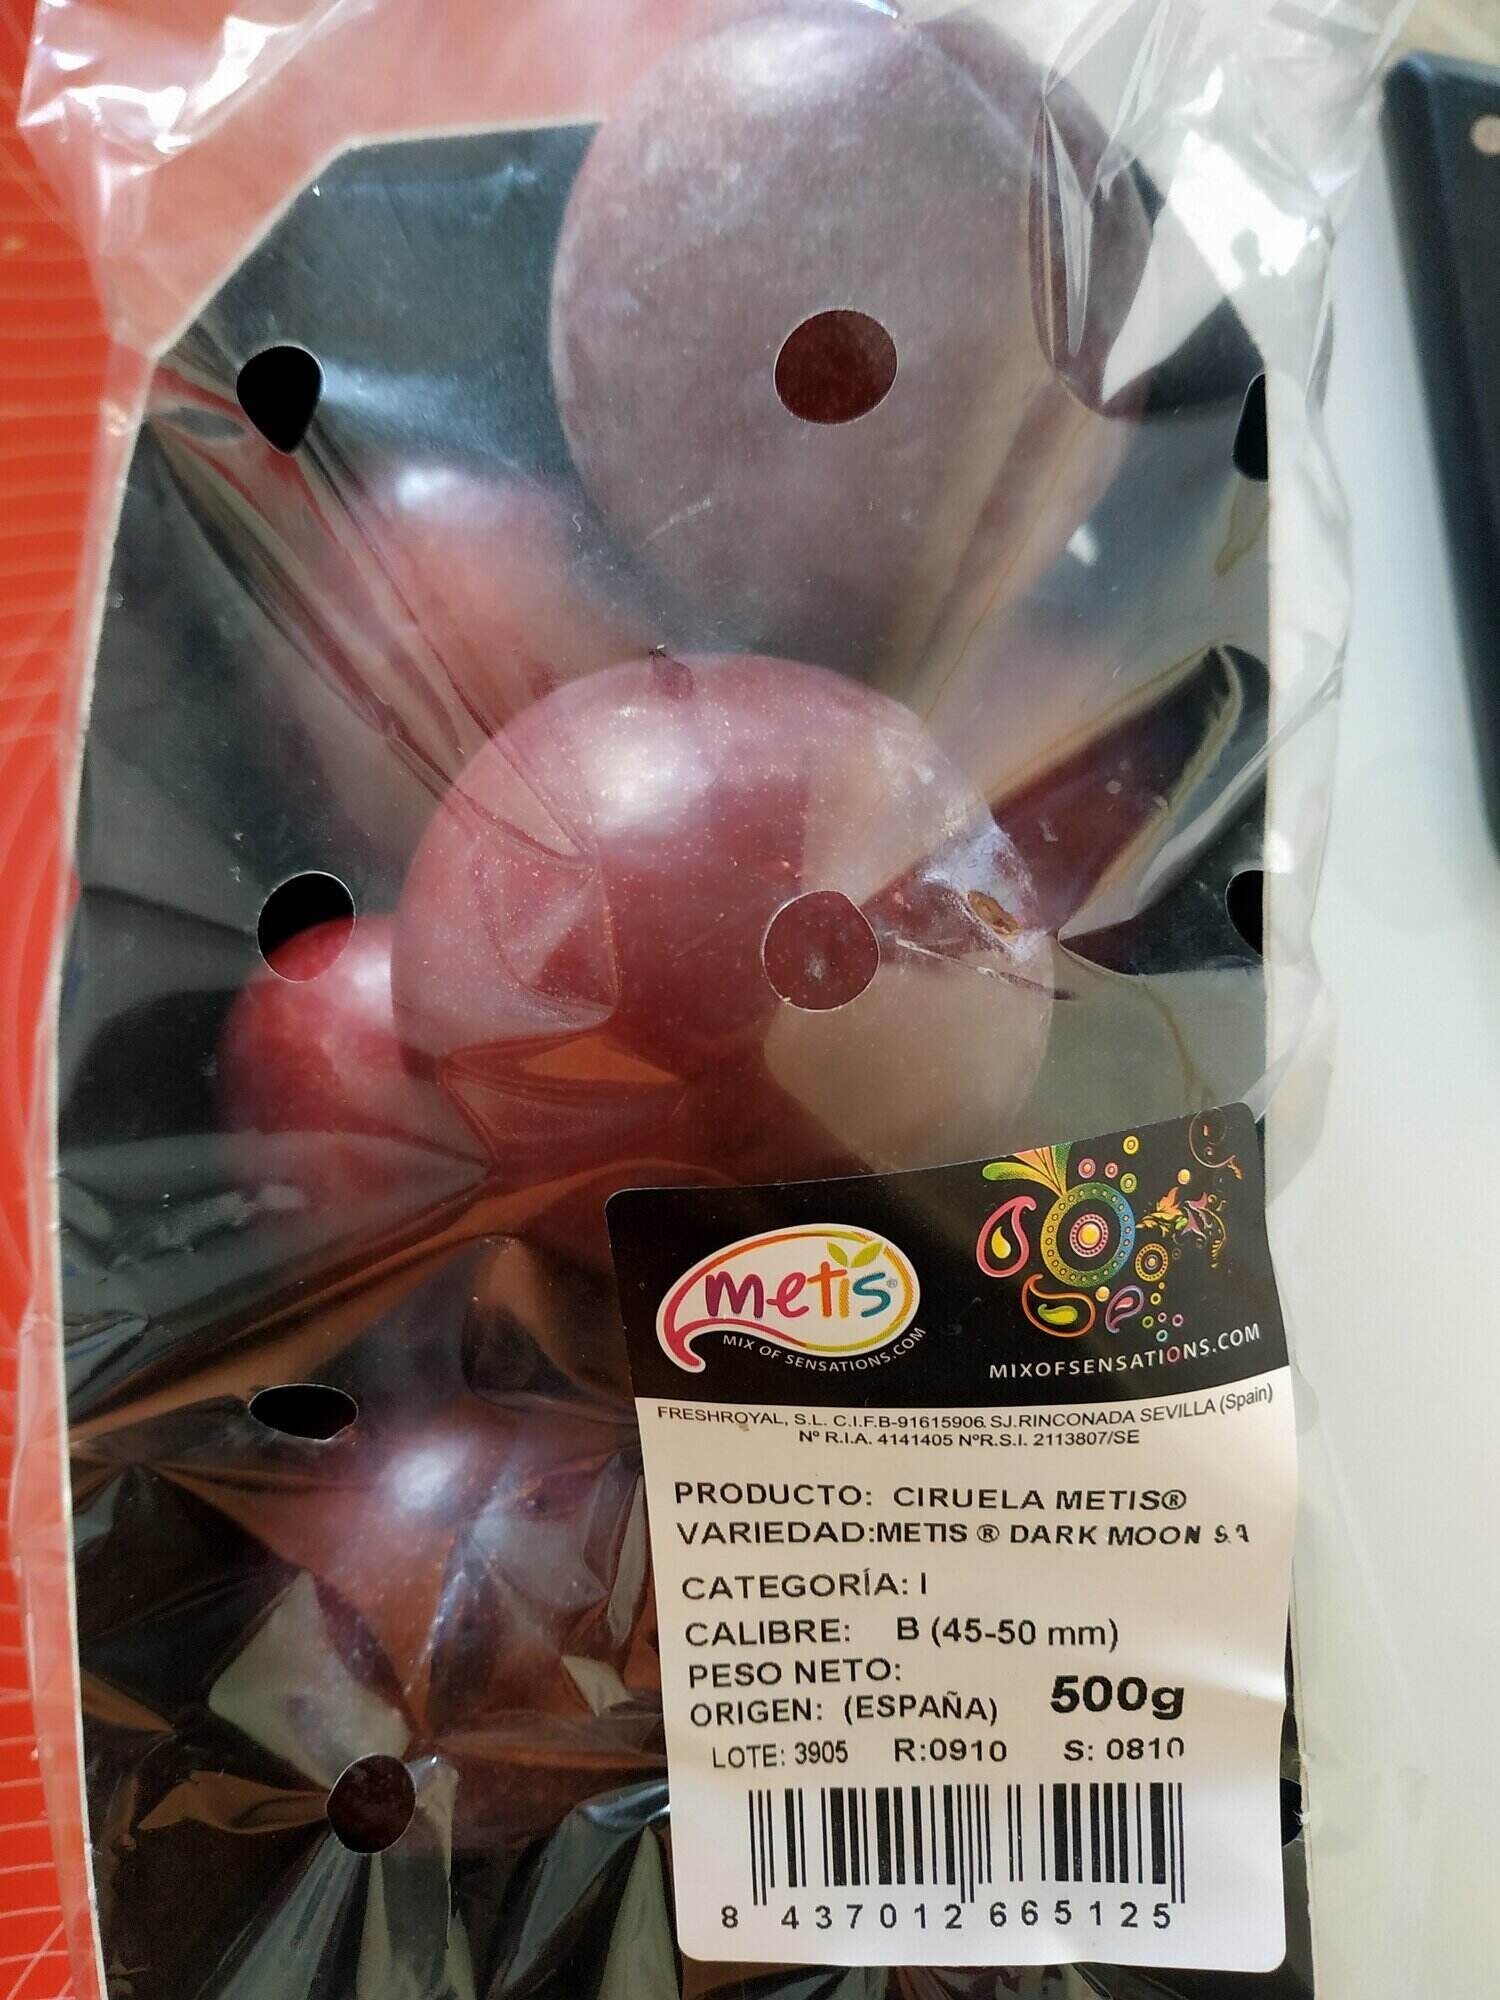 metis®
MIX OF SENSATIONS.COM
MIXOFSENSATIONS.COM
FRESHROYAL, S.L. C.I.F.B-91615906. SJ.RINCONADA SEVILLA (Spain)
Nº R.I.A. 4141405 NºR.S.I. 2113807/SE
PRODUCTO: CIRUELA METIS®
VARIEDAD:METIS ® DARK MOON
CATEGORÍA: I
CALIBRE: B (45-50 mm)
PESO NETO: 500g
ORIGEN: (ESPAÑA)
LOTE: 3905 R:0910 S: 0810
8 437012 665125